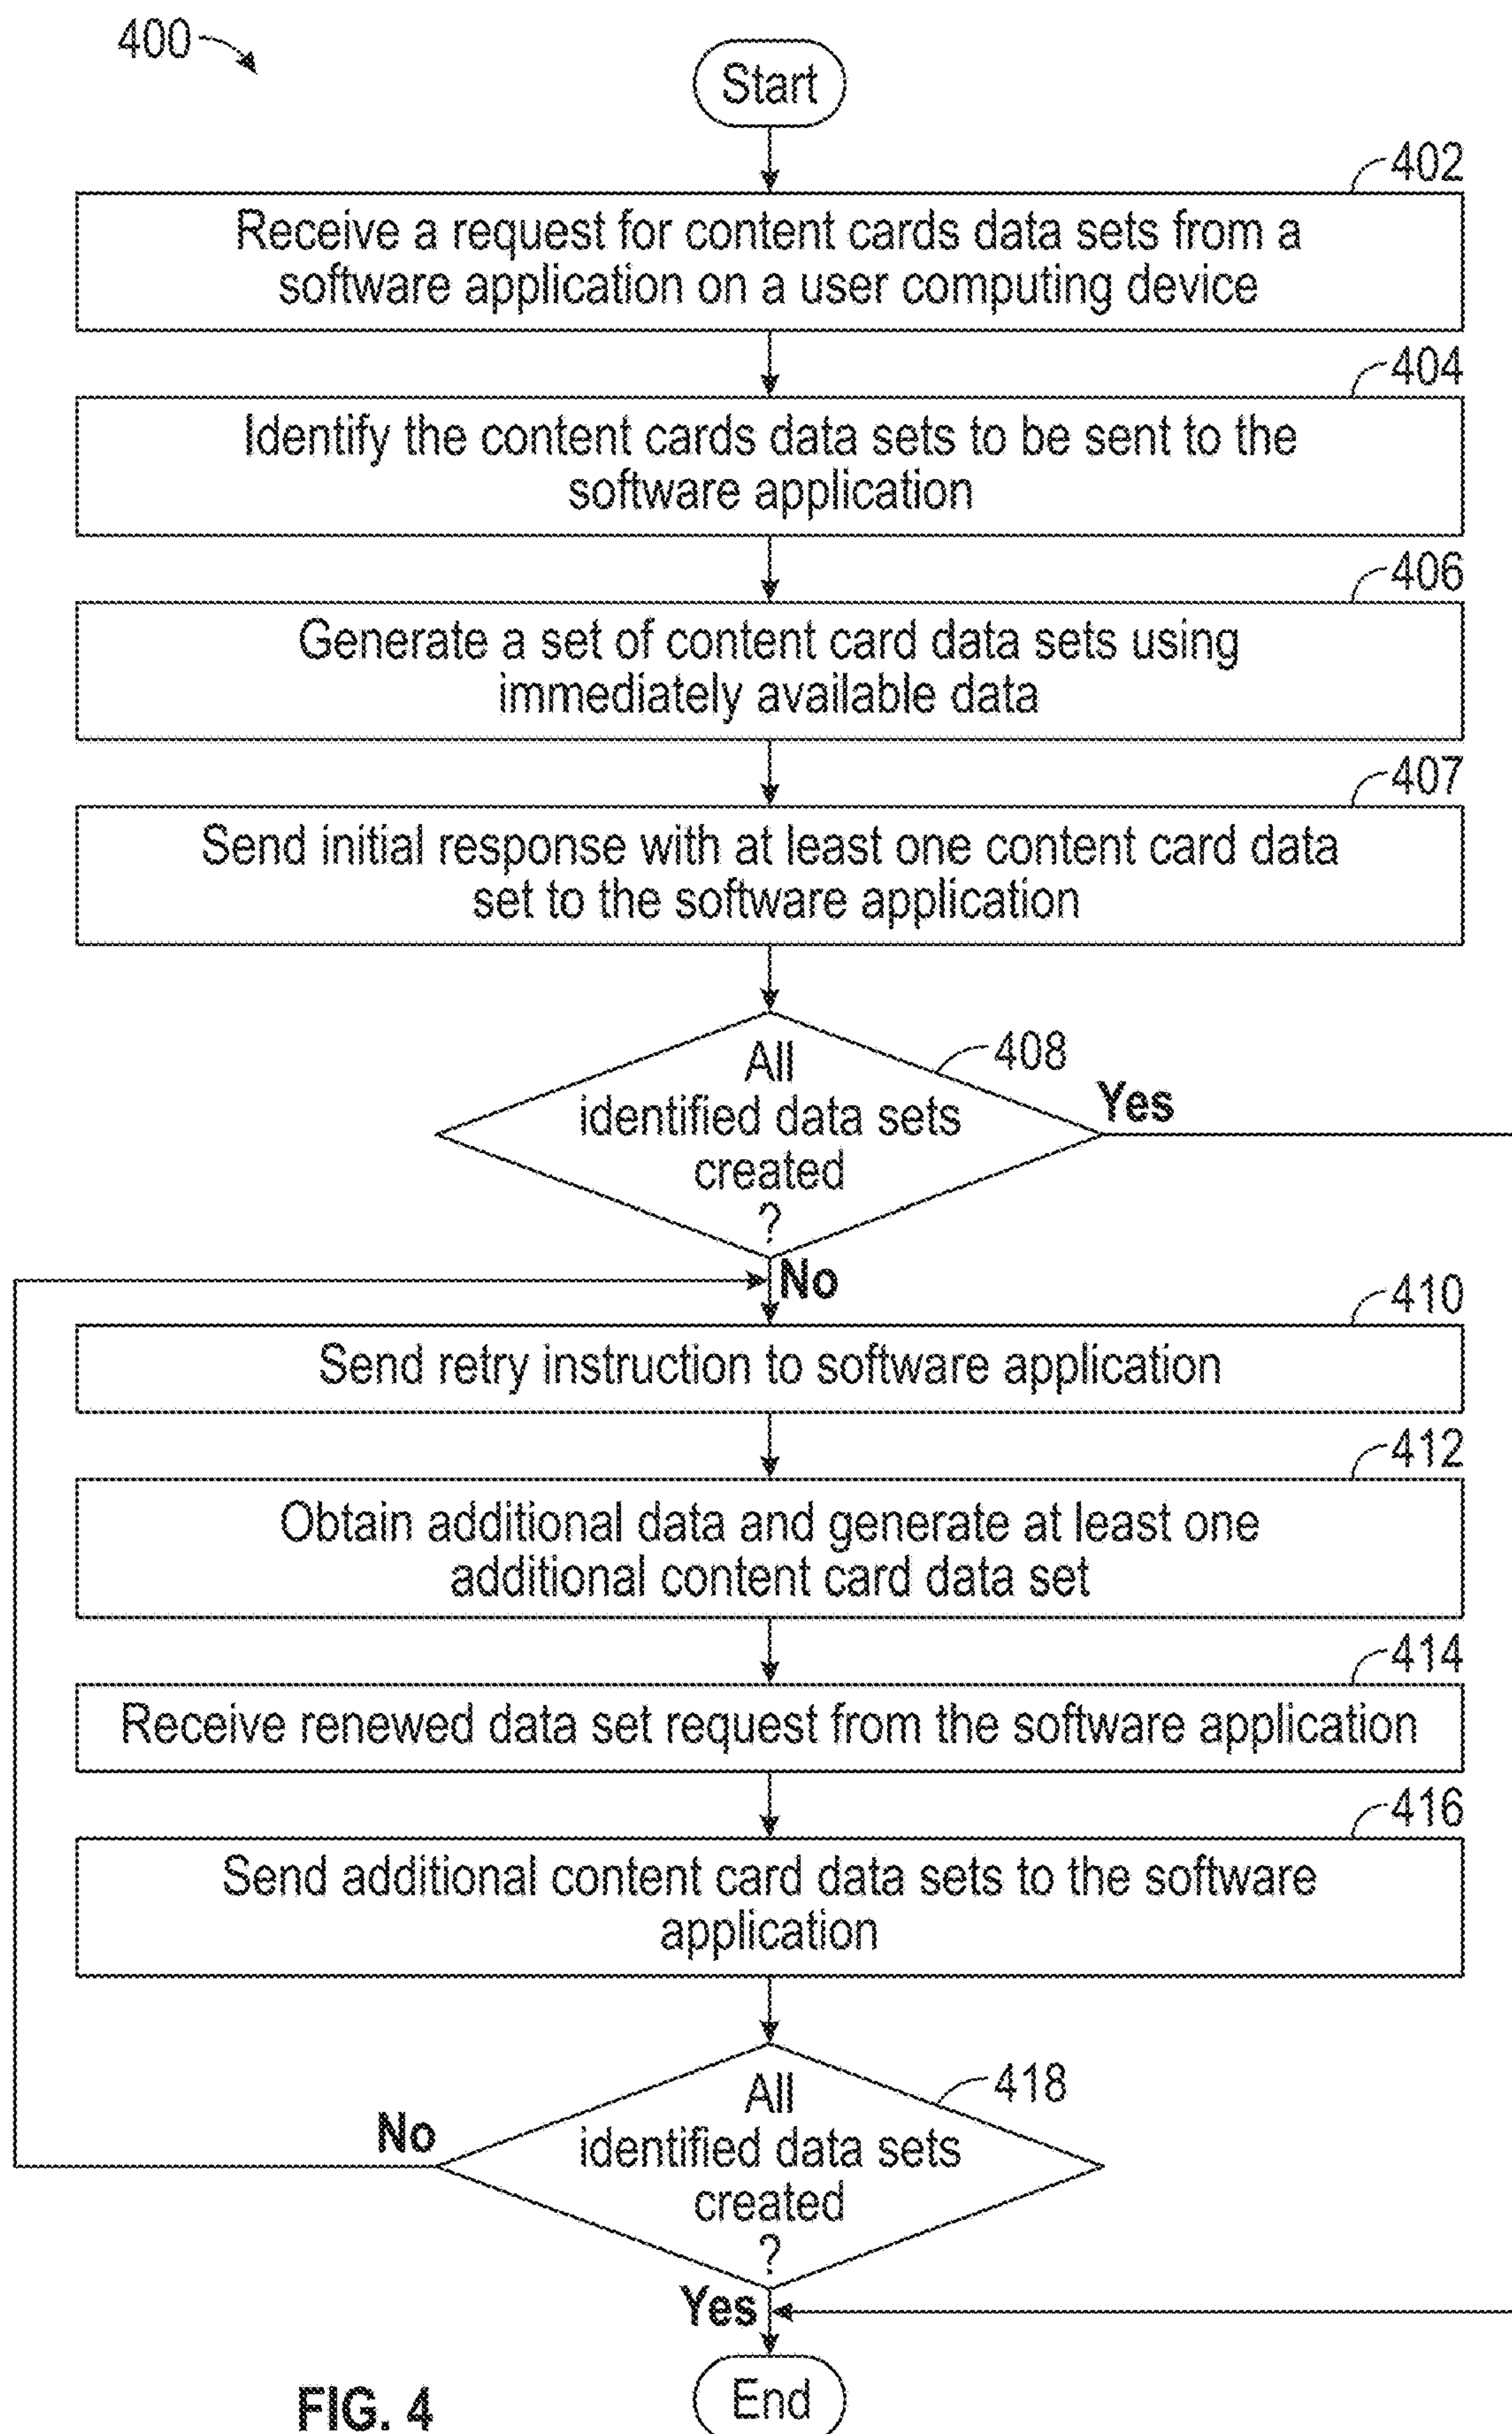 400
Start
402
Receive a request for content cards data sets from a
software application on a user computing device
404
Identify the content cards data sets to be sent to the
software application
406
Generate a set of content card data sets using
immediately available data
407
Send initial response with at least one content card data
set to the software application
408
All
identified data sets
created
?
Yes
No
410
Send retry instruction to software application
412
Obtain additional data and generate at least one
additional content card data set
414
Receive renewed data set request from the software application
416
Send additional content card data sets to the software
application
418
All
identified data sets
created
?
No
Yes
End
FIG. 4